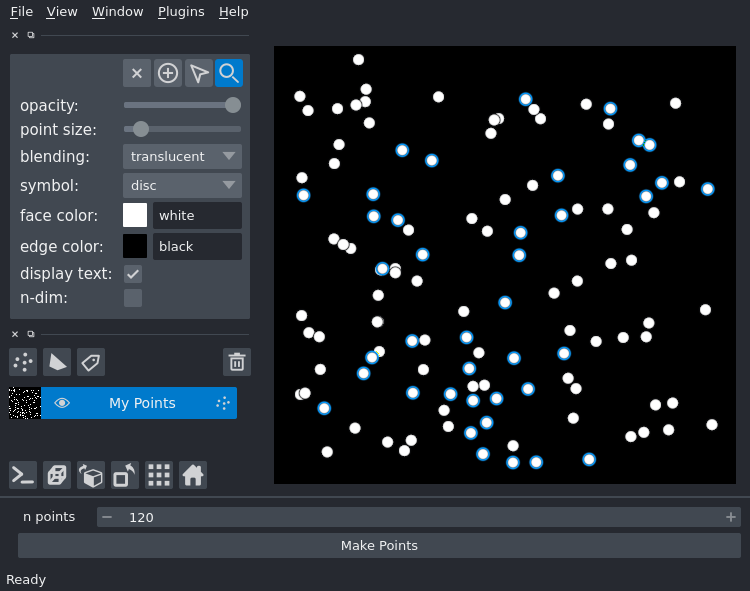 File View Window Plugins Help
opacity:
point size:
blending: translucent
symbol: disc
face color: white
edge color: black
display text:
n-dim:
My Points
n points 120
Make Points
Ready